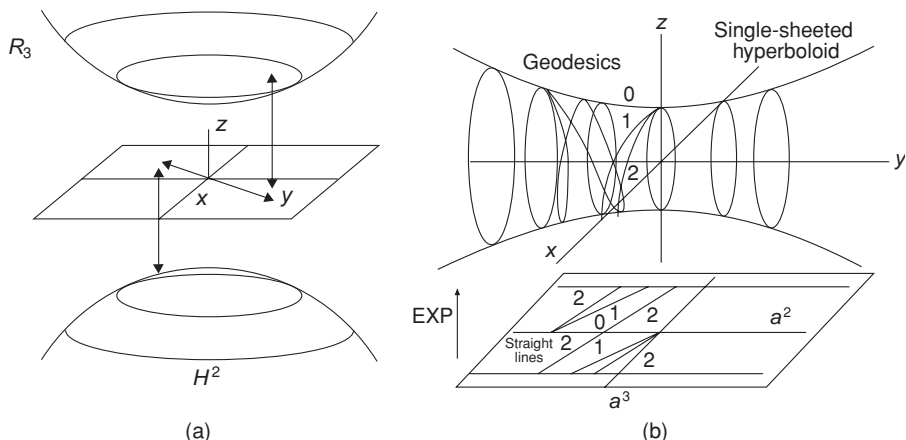 R₃
z
x
y
H²
(a)
Single-sheeted
hyperboloid
Geodesics
z
0
1
2
y
x
EXP
2
1
0
2
a²
Straight
lines
2
1
2
a³
(b)